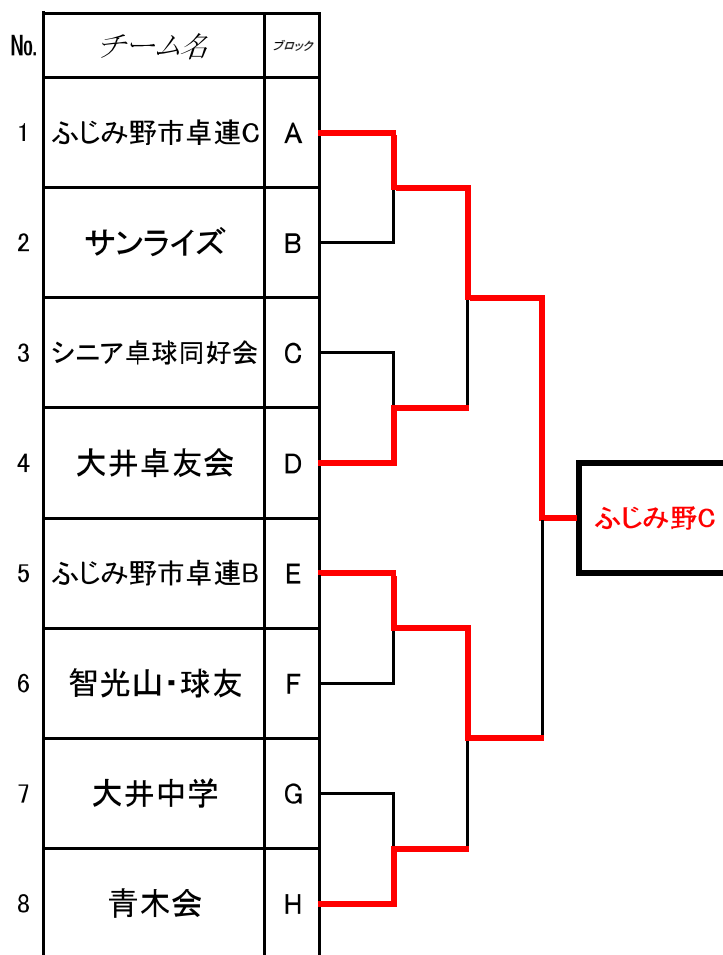 No. チーム名 ブロック
1 ふじみ野市卓連C A
2 サンライズ B
3 シニア卓球同好会 C
4 大井卓友会 D
ふじみ野C
5 ふじみ野市卓連B E
6 智光山・球友 F
7 大井中学 G
8 青木会 H